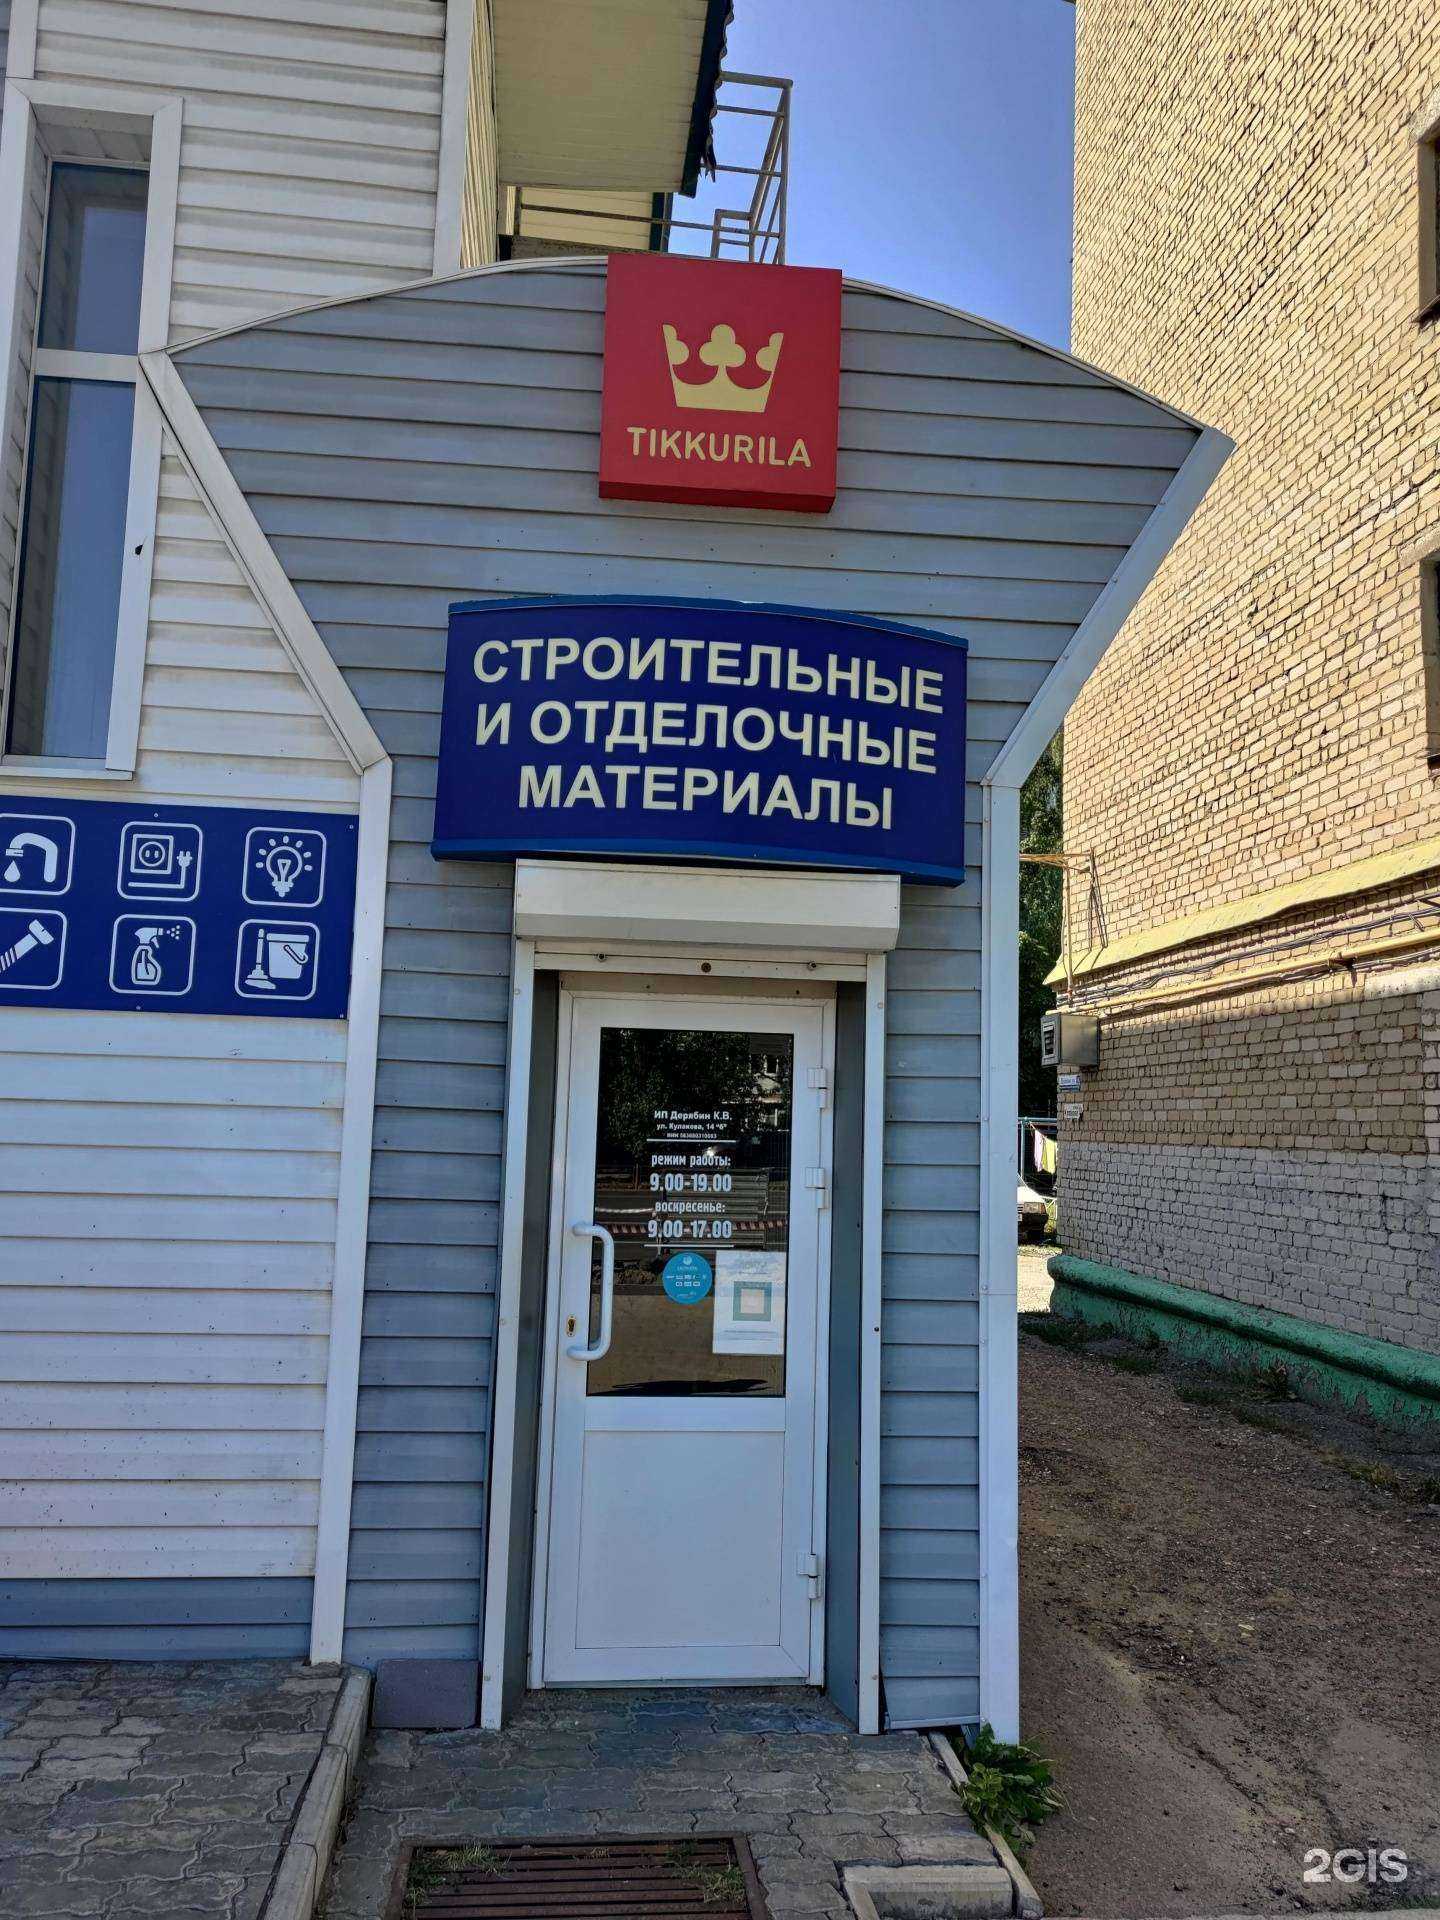 TIKKURILA
СТРОИТЕЛЬНЫЕ
И ОТДЕЛОЧНЫЕ
МАТЕРИАЛЫ
ИП Дерябин К.В.
ул. Кулакова, 14 "б"
режим работы:
9.00-19.00
воскресенье:
9.00-17.00
2GIS